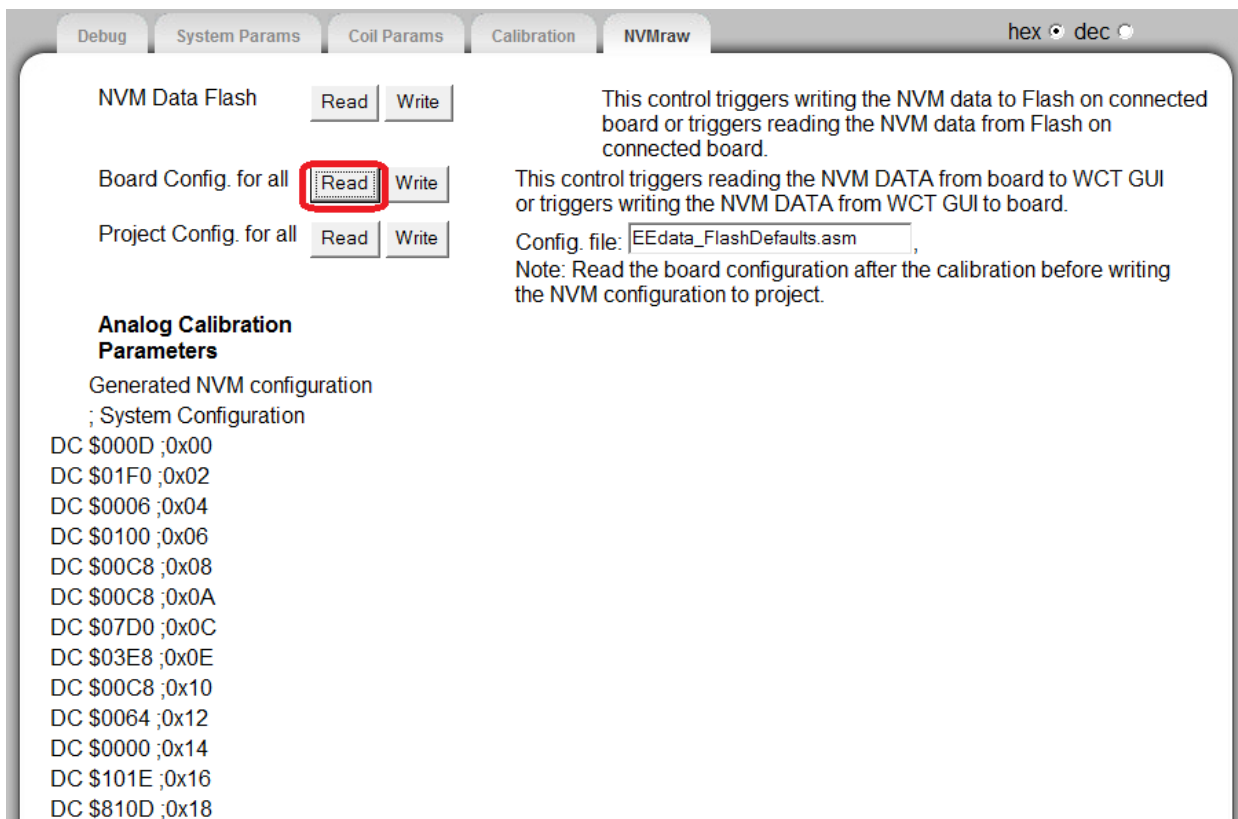 Debug System Params Coil Params Calibration NVMraw hex dec
NVM Data Flash Read Write
This control triggers writing the NVM data to Flash on connected
board or triggers reading the NVM data from Flash on
connected board.
Board Config. for all Read Write
This control triggers reading the NVM DATA from board to WCT GUI
or triggers writing the NVM DATA from WCT GUI to board.
Project Config. for all Read Write
Config. file: EEdata_FlashDefaults.asm ,
Note: Read the board configuration after the calibration before writing
the NVM configuration to project.
Analog Calibration
Parameters
Generated NVM configuration
; System Configuration
DC $000D ;0x00
DC $01F0 ;0x02
DC $0006 ;0x04
DC $0100 ;0x06
DC $00C8 ;0x08
DC $00C8 ;0x0A
DC $07D0 ;0x0C
DC $03E8 ;0x0E
DC $00C8 ;0x10
DC $0064 ;0x12
DC $0000 ;0x14
DC $101E ;0x16
DC $810D ;0x18